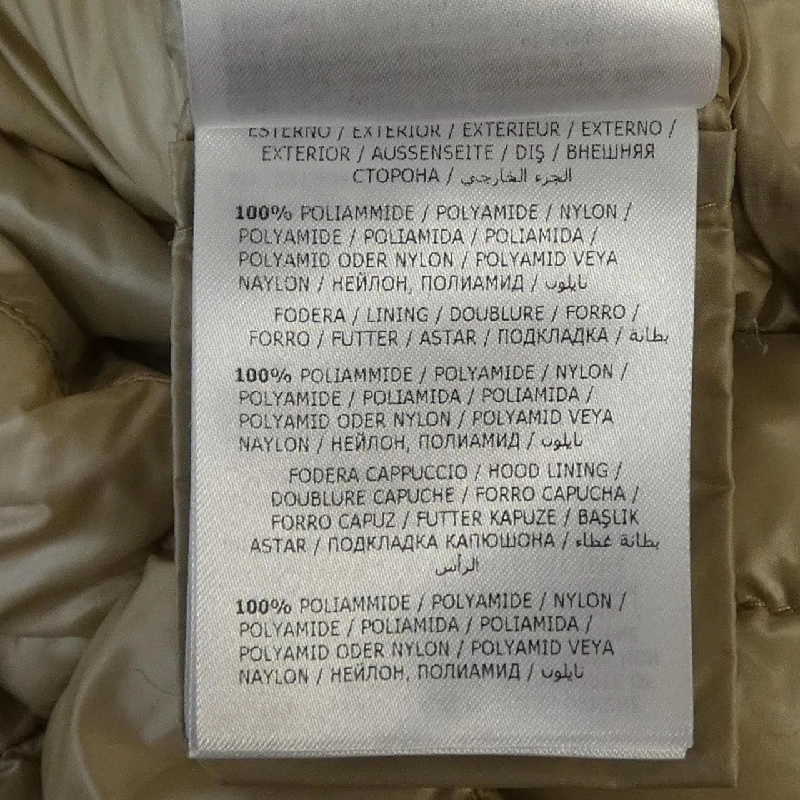 ESTERNO / EXTERIOR / EXTERIEUR / EXTERNO /
EXTERIOR / AUSSENSEITE / DIŞ / ВНЕШНЯЯ
СТОРОНА / الجزء الخارجي
100% POLIAMMIDE / POLYAMIDE / NYLON /
POLYAMIDE / POLIAMIDA / POLIAMIDA /
POLYAMID ODER NYLON / POLYAMID VEYA
NAYLON / НЕЙЛОН, ПОЛИАМИД / نايلون
FODERA / LINING / DOUBLURE / FORRO /
FORRO / FUTTER / ASTAR / ПОДКЛАДКА / بطانة
100% POLIAMMIDE / POLYAMIDE / NYLON /
POLYAMIDE / POLIAMIDA / POLIAMIDA /
POLYAMID ODER NYLON / POLYAMID VEYA
NAYLON / НЕЙЛОН, ПОЛИАМИД / نايلون
FODERA CAPPUCCIO / HOOD LINING /
DOUBLURE CAPUCHE / FORRO CAPUCHA /
FORRO CAPUZ / FUTTER KAPUZE / BAŞLIK
ASTAR / ПОДКЛАДКА КАПЮШОНА / بطانة غطاء
الرأس
100% POLIAMMIDE / POLYAMIDE / NYLON /
POLYAMIDE / POLIAMIDA / POLIAMIDA /
POLYAMID ODER NYLON / POLYAMID VEYA
NAYLON / НЕЙЛОН, ПОЛИАМИД / نايلون